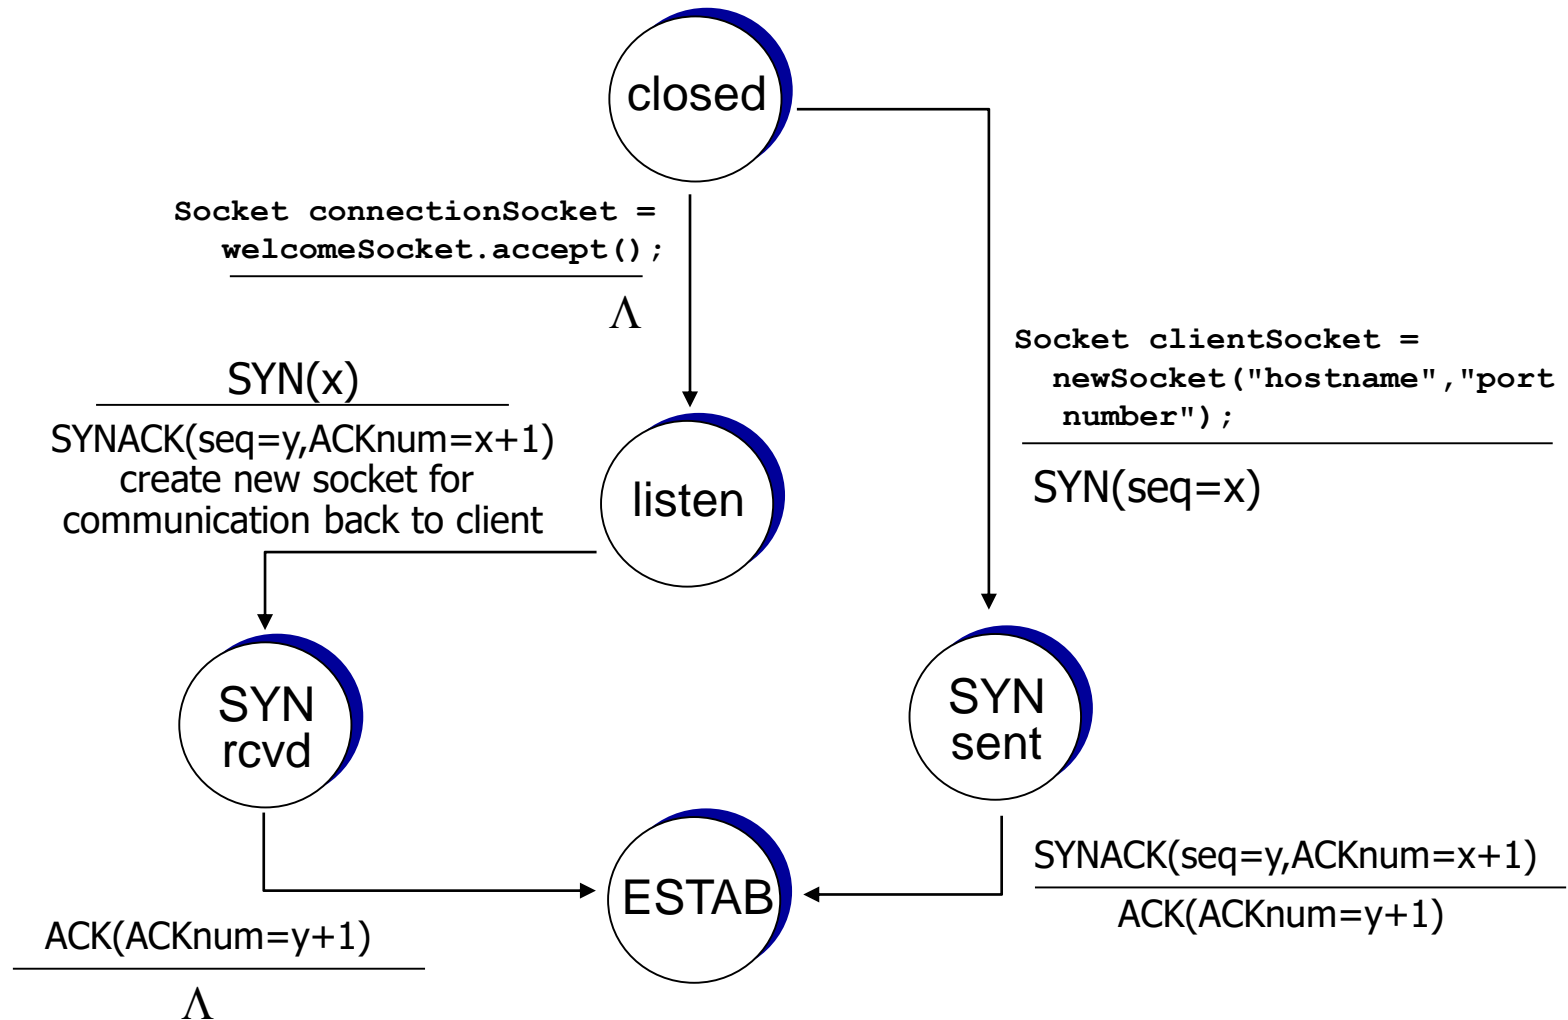 closed
Socket connectionSocket =
welcomeSocket.accept();
Λ
Socket clientSocket =
newSocket("hostname","port
number");
SYN(seq=x)
SYN(x)
SYNACK(seq=y,ACKnum=x+1)
create new socket for
communication back to client
listen
SYN
rcvd
SYN
sent
ESTAB
SYNACK(seq=y,ACKnum=x+1)
ACK(ACKnum=y+1)
ACK(ACKnum=y+1)
Λ